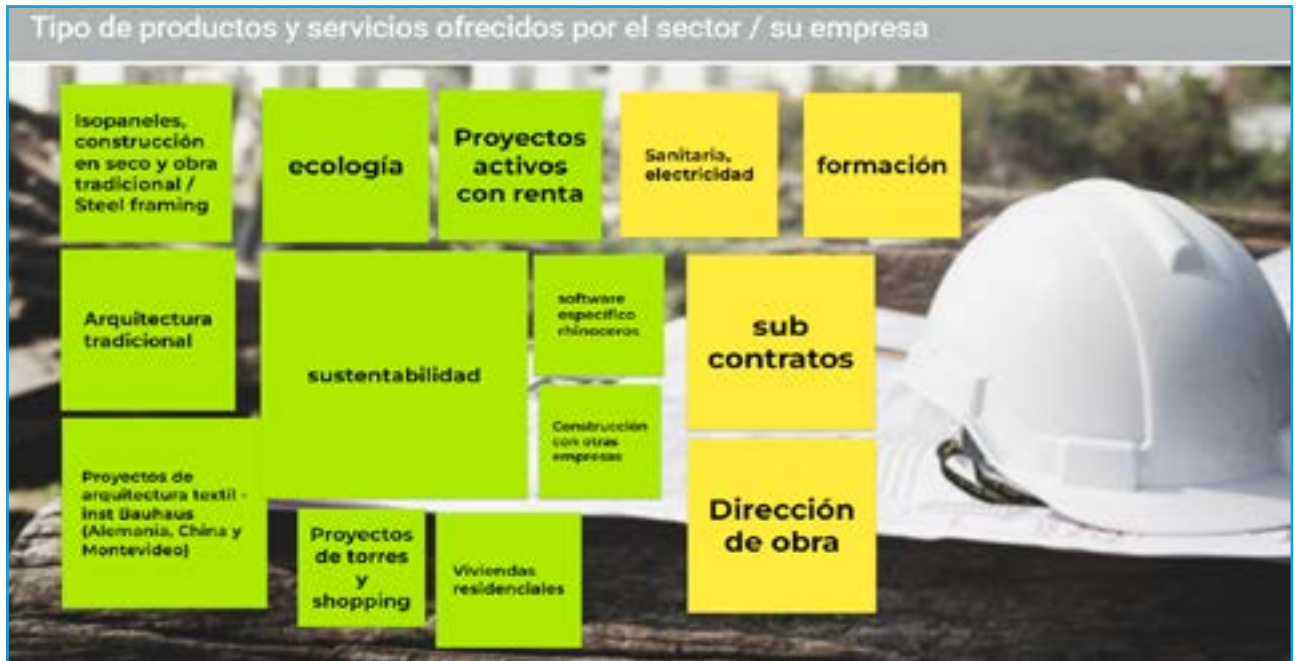 Tipo de productos y servicios ofrecidos por el sector / su empresa
Isopaneles,
construcción
en seco y obra
tradicional /
Steel framing
ecología
Proyectos
activos
con renta
Sanitaria,
electricidad
formación
Arquitectura
tradicional
sustentabilidad
software
especifico
rhinoceros
sub
contratos
Construcción
con otras
empresas
Proyectos de
arquitectura textil -
Inst Bauhaus
(Alemania, China y
Montevideo)
Proyectos
de torres
y
shopping
Viviendas
residenciales
Dirección
de obra